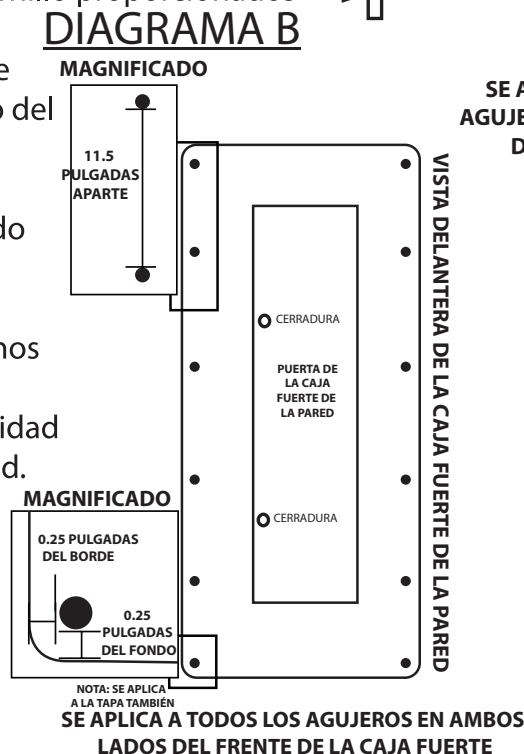 DIAGRAMA B
MAGNIFICADO
del
11.5
PULGADAS
APARTE
CERRADURA
PUERTA DE
LA CAJA
FUERTE DE
LA PARED
CERRADURA
VISTA DELANTERA DE LA CAJA FUERTE DE LA PARED
MAGNIFICADO
0.25 PULGADAS
DEL BORDE
0.25
PULGADAS
DEL FONDO
NOTA: SE APLICA
A LA TAPA TAMBIÉN
SE APLICA A TODOS LOS AGUJEROS EN AMBOS
LADOS DEL FRENTE DE LA CAJA FUERTE
SE